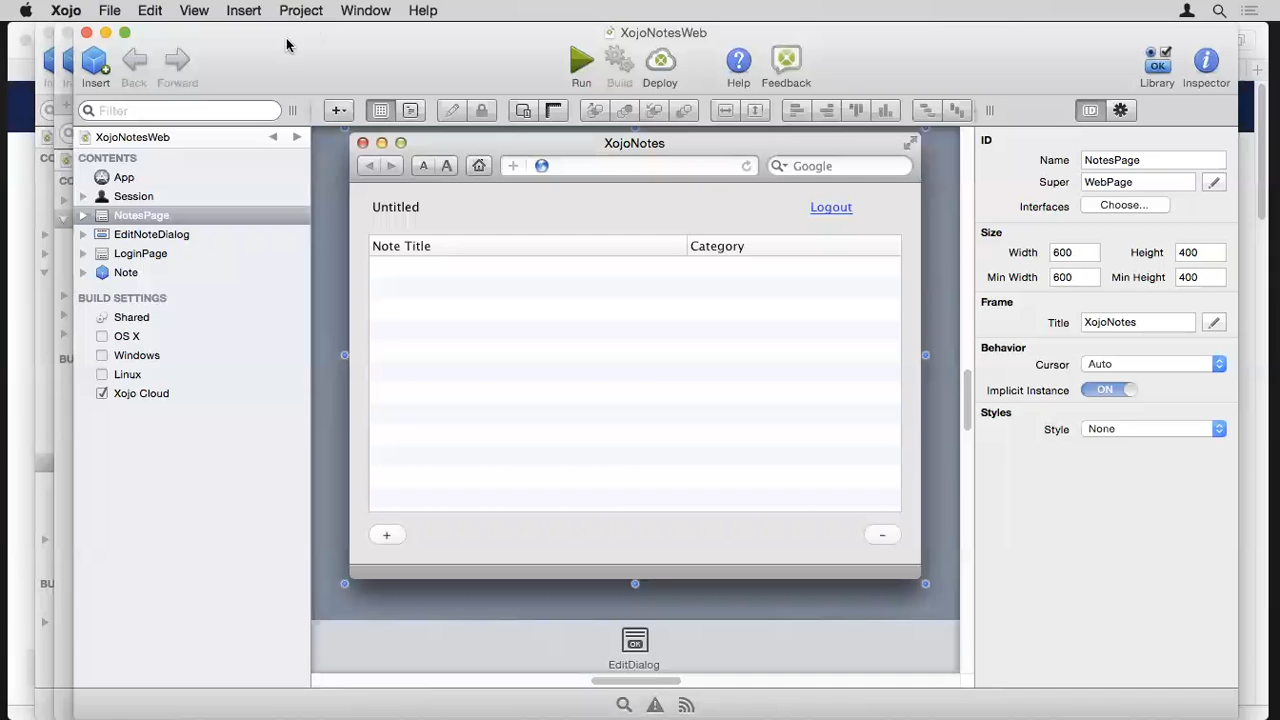 Xojo File Edit View Insert Project Window Help
XojoNotesWeb
Insert Back Forward Run Build Deploy Help Feedback Library Inspector
OK
Filter
XojoNotesWeb
CONTENTS
App
Session
NotesPage
EditNoteDialog
LoginPage
Note
BUILD SETTINGS
Shared
OS X
Windows
Linux
Xojo Cloud
XojoNotes
A A Google
Untitled Logout
Note Title Category
+ -
OK
EditDialog
ID
Name NotesPage
Super WebPage
Interfaces Choose...
Size
Width 600 Height 400
Min Width 600 Min Height 400
Frame
Title XojoNotes
Behavior
Cursor Auto
Implicit Instance ON
Styles
Style None